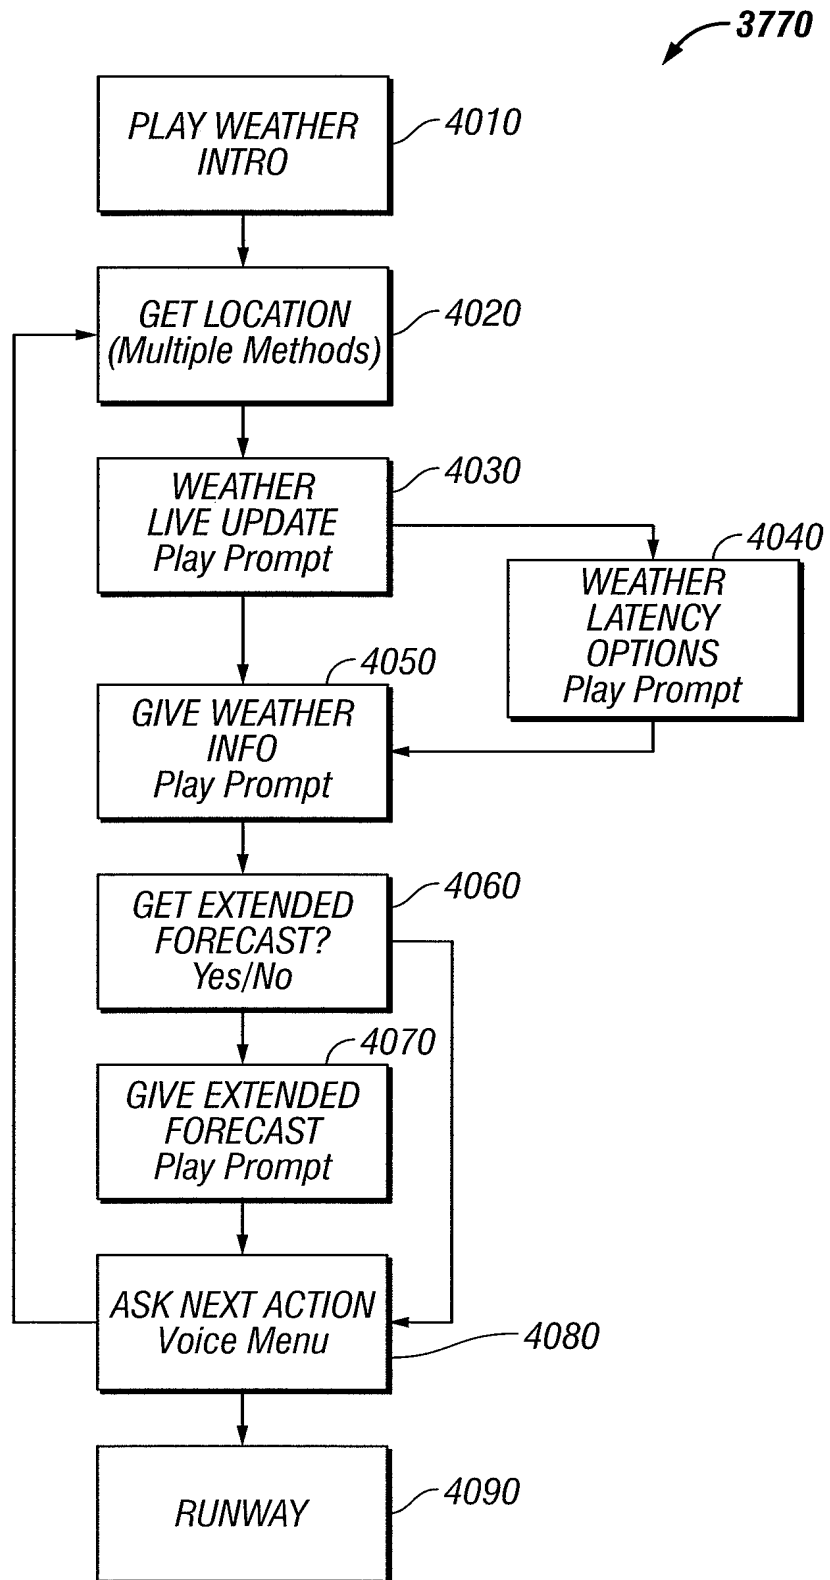 3770
PLAY WEATHER
INTRO
4010
GET LOCATION
(Multiple Methods)
4020
WEATHER
LIVE UPDATE
Play Prompt
4030
4040
WEATHER
LATENCY
OPTIONS
Play Prompt
4050
GIVE WEATHER
INFO
Play Prompt
GET EXTENDED
FORECAST?
Yes/No
4060
4070
GIVE EXTENDED
FORECAST
Play Prompt
ASK NEXT ACTION
Voice Menu
4080
RUNWAY
4090